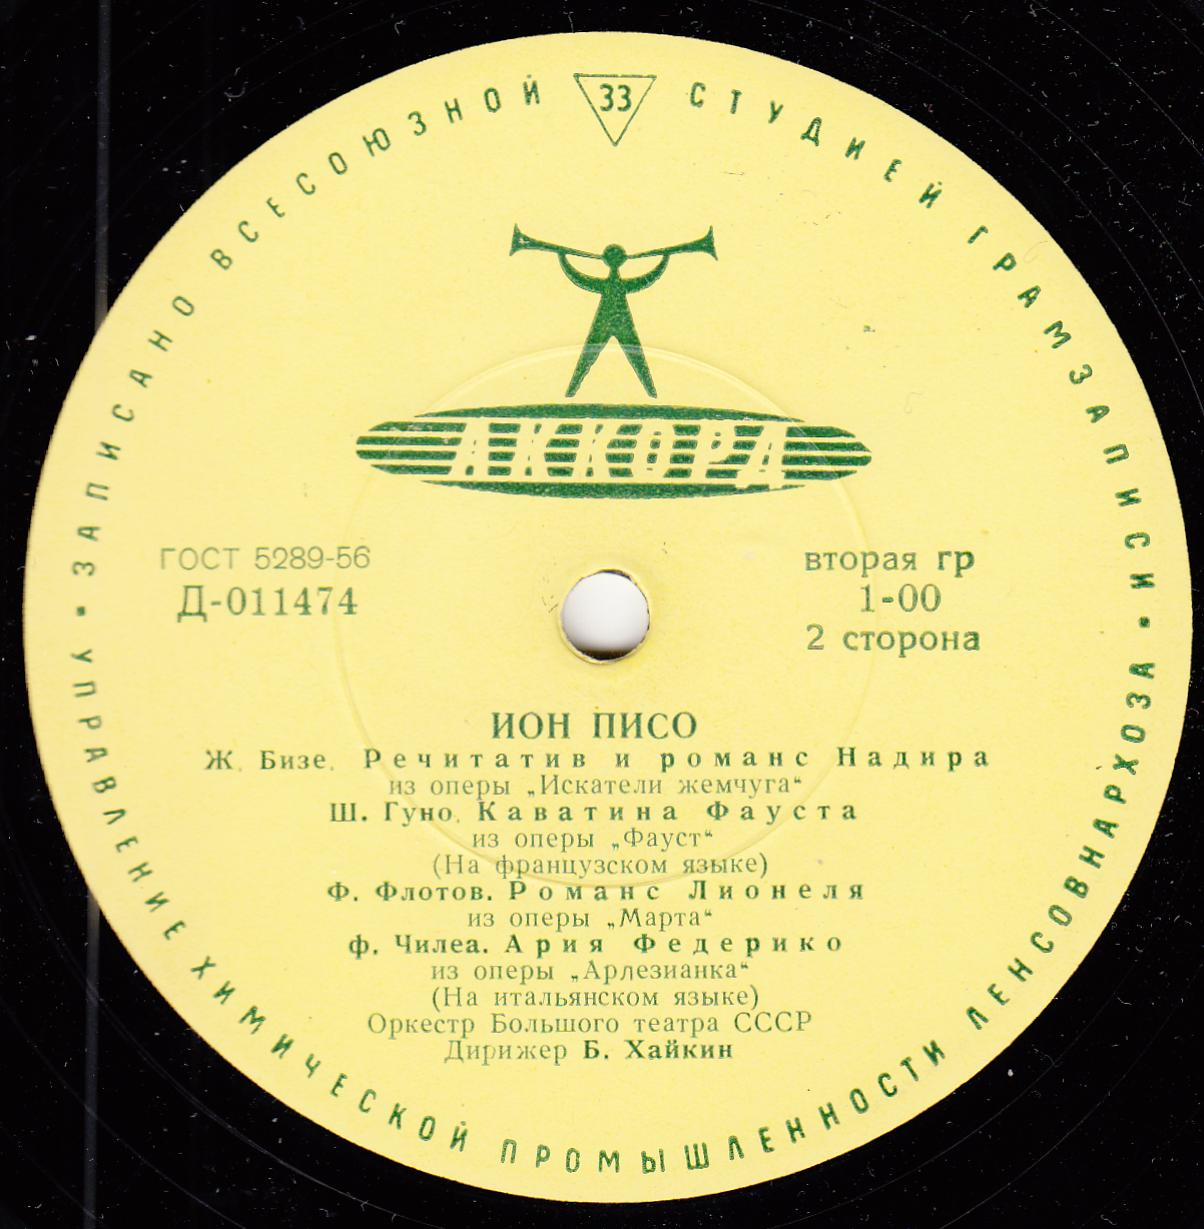 ЗАПИСАНО ВСЕСОЮЗНОЙ СТУДИЕЙ ГРАМЗАПИСИ •
33
АККОРД
ГОСТ 5289-56
Д-011474
вторая гр
1-00
2 сторона
ИОН ПИСО
Ж. Бизе. Речитатив и романс Надира
из оперы „Искатели жемчуга“
Ш. Гуно. Каватина Фауста
из оперы „Фауст“
(На французском языке)
Ф. Флотов. Романс Лионеля
из оперы „Марта“
ф. Чилеа. Ария Федерико
из оперы „Арлезианка“
(На итальянском языке)
Оркестр Большого театра СССР
Дирижер Б. Хайкин
УПРАВЛЕНИЕ ХИМИЧЕСКОЙ ПРОМЫШЛЕННОСТИ ЛЕНСОВНАРХОЗА •